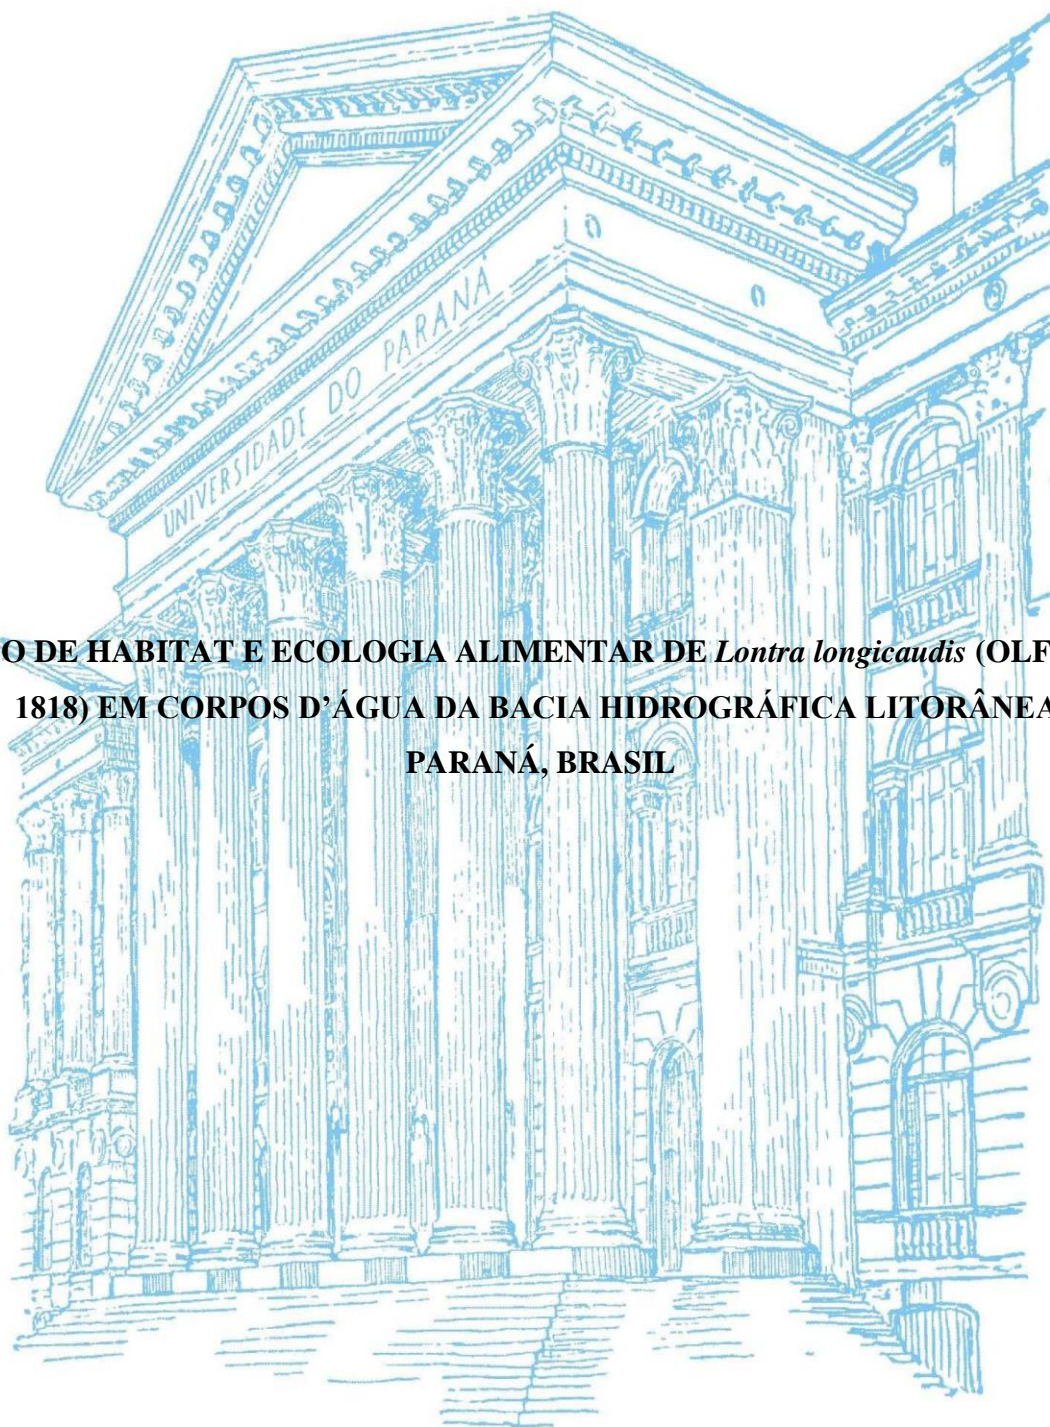 UNIVERSIDADE DO PARANÁ
O DE HABITAT E ECOLOGIA ALIMENTAR DE Lontra longicaudis (OLF
1818) EM CORPOS D’ÁGUA DA BACIA HIDROGRÁFICA LITORÂNEA
PARANÁ, BRASIL